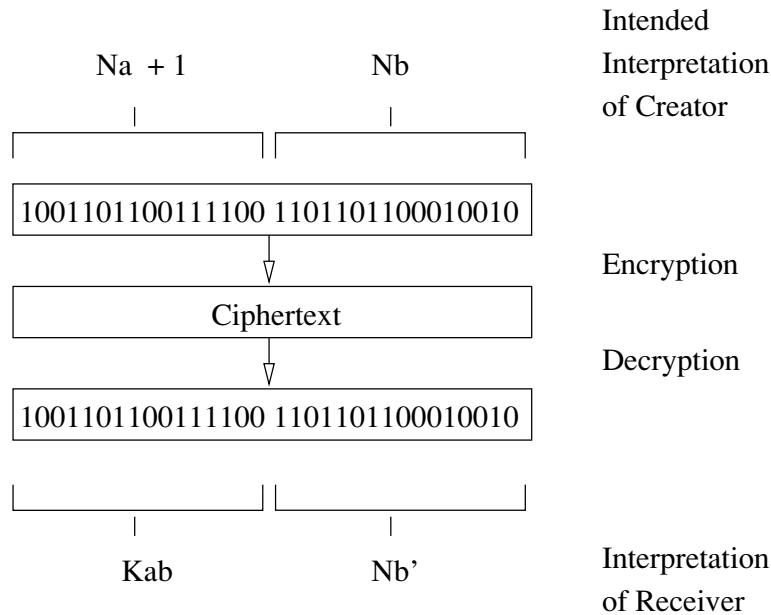 Intended
Interpretation
of Creator
Na + 1 Nb
1001101100111100 1101101100010010
Encryption
Ciphertext
Decryption
1001101100111100 1101101100010010
Kab Nb’
Interpretation
of Receiver